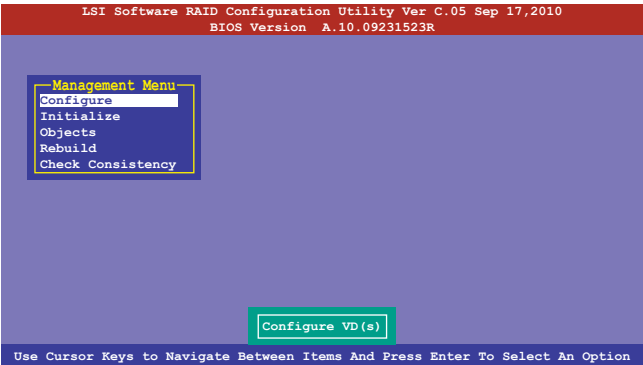 LSI Software RAID Configuration Utility Ver C.05 Sep 17,2010
BIOS Version A.10.09231523R
Management Menu
Configure
Initialize
Objects
Rebuild
Check Consistency
Configure VD(s)
Use Cursor Keys to Navigate Between Items And Press Enter To Select An Option